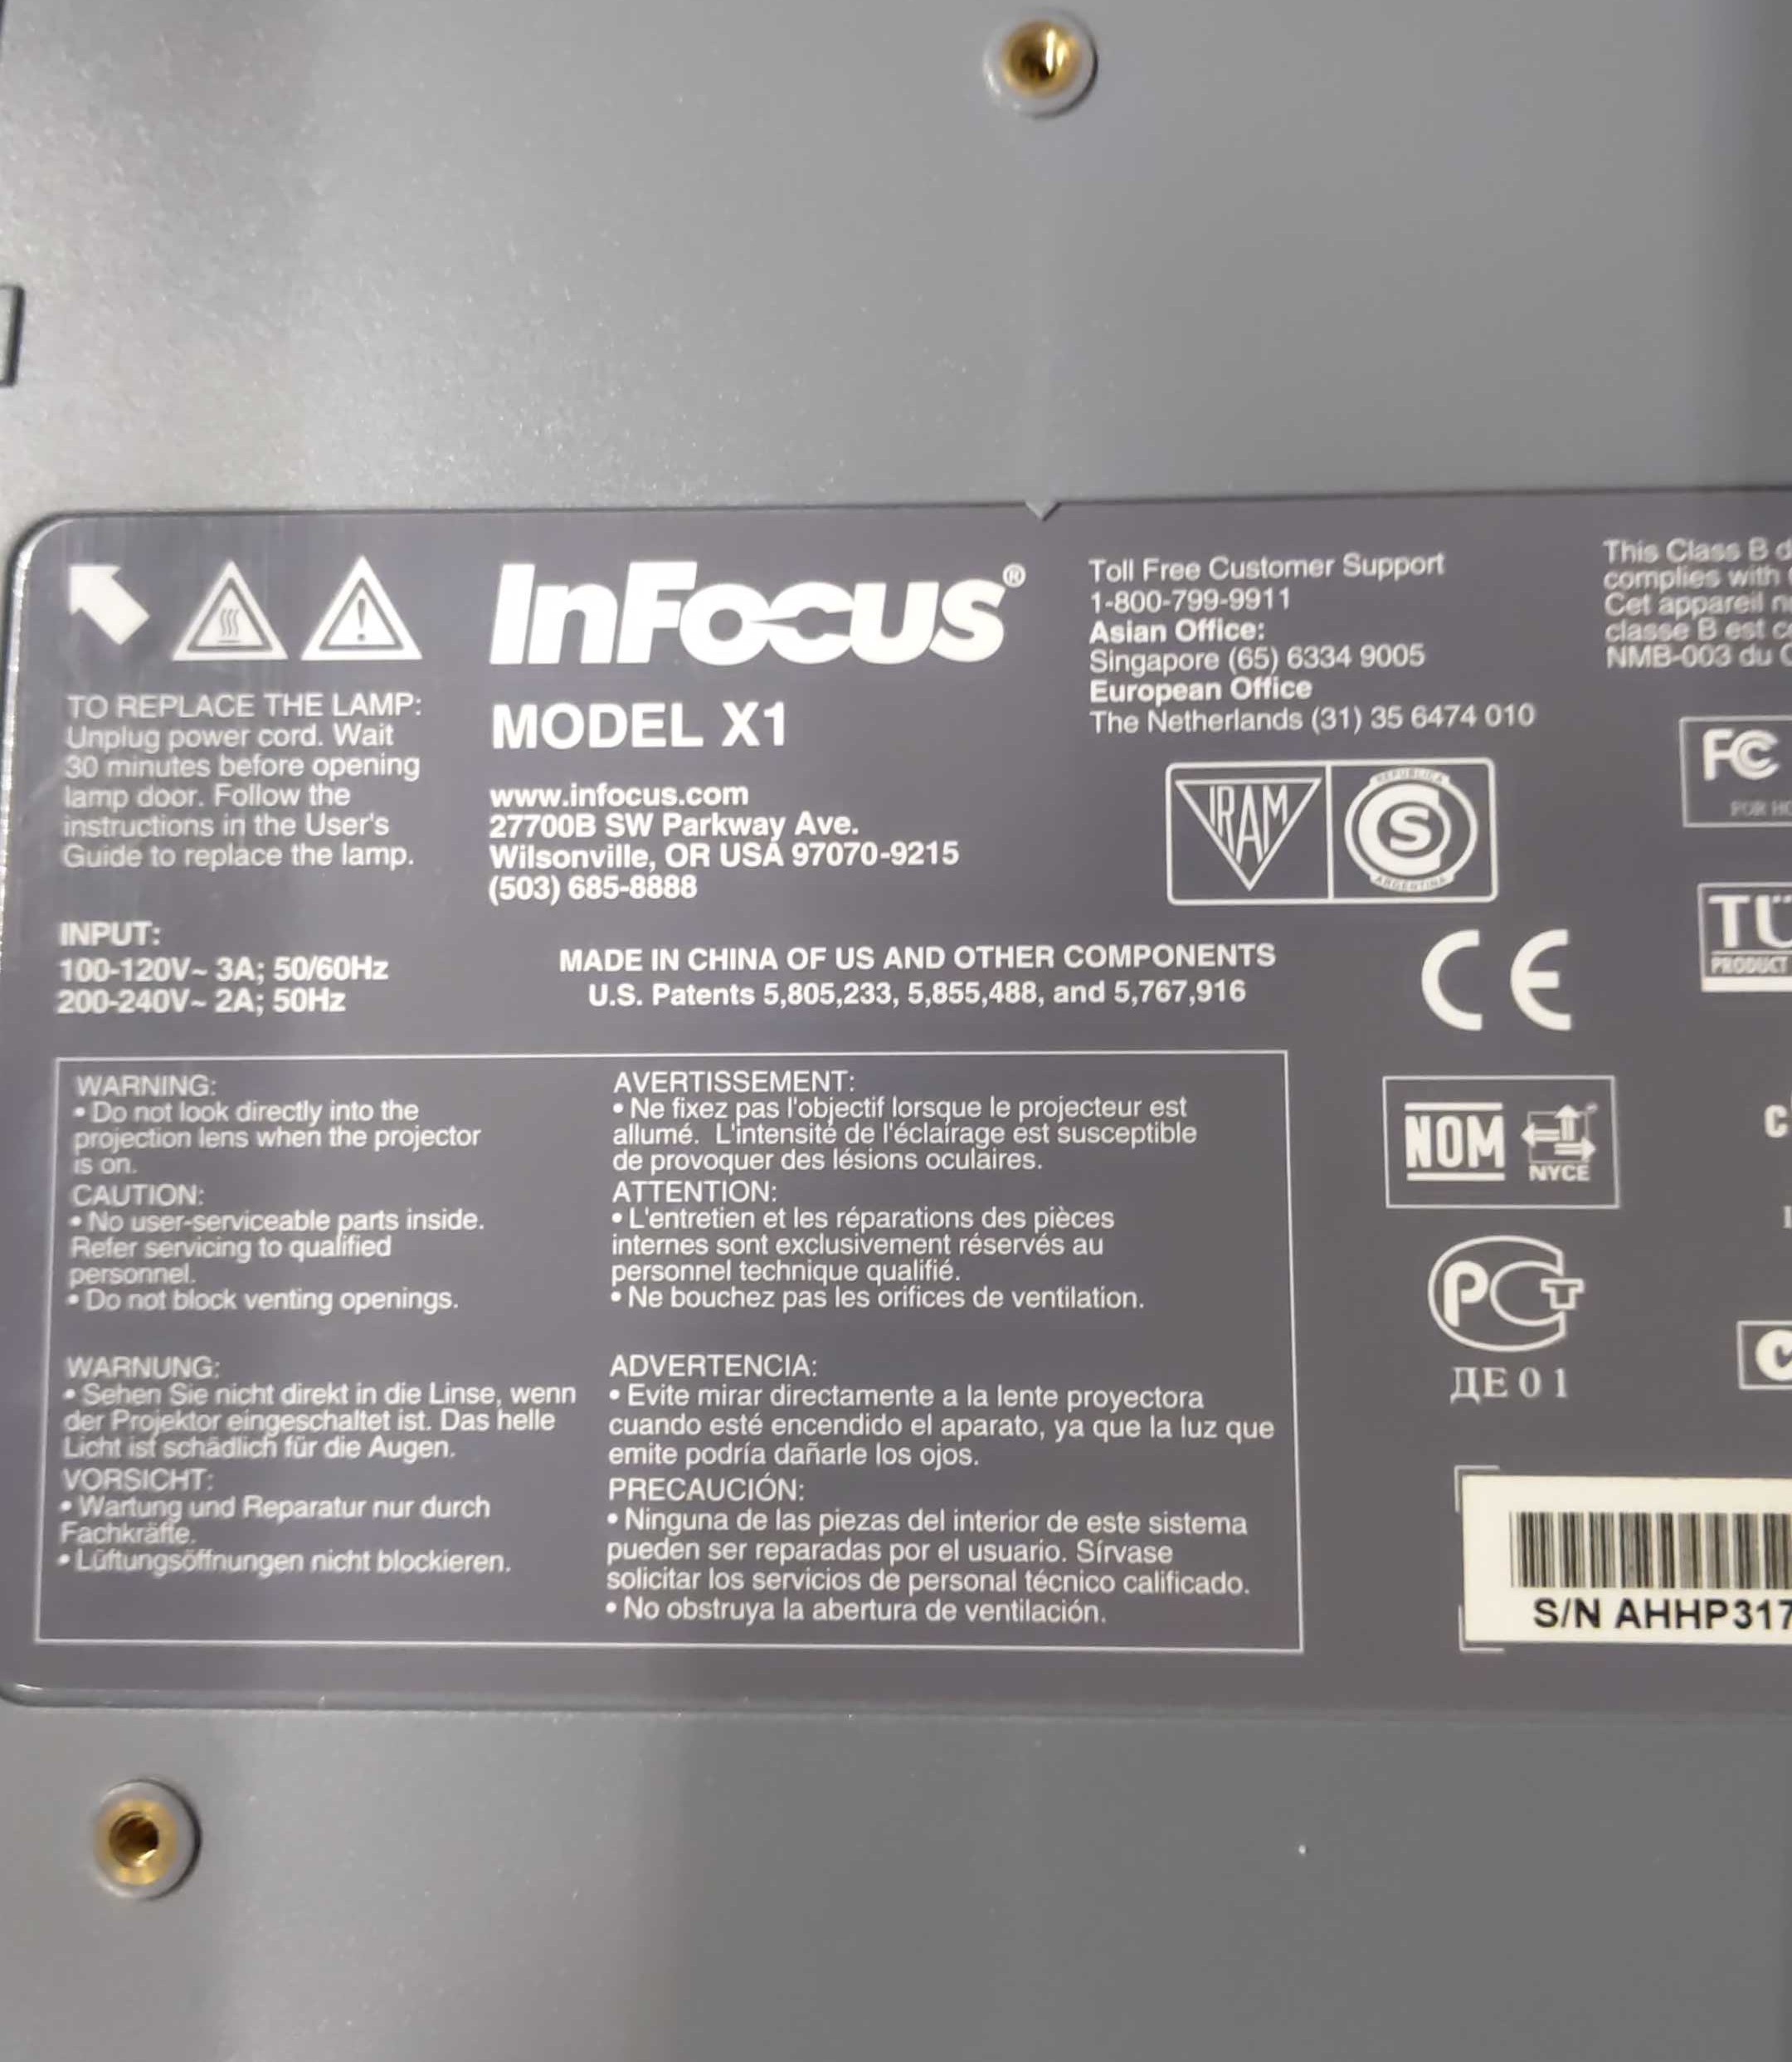 InFocus®
MODEL X1
www.infocus.com
27700B SW Parkway Ave.
Wilsonville, OR USA 97070-9215
(503) 685-8888
TO REPLACE THE LAMP:
Unplug power cord. Wait
30 minutes before opening
lamp door. Follow the
instructions in the User's
Guide to replace the lamp.
INPUT:
100-120V~ 3A; 50/60Hz
200-240V~ 2A; 50Hz
Toll Free Customer Support
1-800-799-9911
Asian Office:
Singapore (65) 6334 9005
European Office
The Netherlands (31) 35 6474 010
This Class B
complies with
Cet appareil
classe B est
NMB-003 du
IRAM
REPUBLICA
S
ARGENTINA
FC
FOR
MADE IN CHINA OF US AND OTHER COMPONENTS
U.S. Patents 5,805,233, 5,855,488, and 5,767,916
CE
TÜ
PRODUCT
WARNING:
• Do not look directly into the
projection lens when the projector
is on.
CAUTION:
• No user-serviceable parts inside.
Refer servicing to qualified
personnel.
• Do not block venting openings.
AVERTISSEMENT:
• Ne fixez pas l'objectif lorsque le projecteur est
allumé. L'intensité de l'éclairage est susceptible
de provoquer des lésions oculaires.
ATTENTION:
• L'entretien et les réparations des pièces
internes sont exclusivement réservés au
personnel technique qualifié.
• Ne bouchez pas les orifices de ventilation.
WARNUNG:
• Sehen Sie nicht direkt in die Linse, wenn
der Projektor eingeschaltet ist. Das helle
Licht ist schädlich für die Augen.
VORSICHT:
• Wartung und Reparatur nur durch
Fachkräfte.
• Lüftungsöffnungen nicht blockieren.
ADVERTENCIA:
• Evite mirar directamente a la lente proyectora
cuando esté encendido el aparato, ya que la luz que
emite podría dañarle los ojos.
PRECAUCIÓN:
• Ninguna de las piezas del interior de este sistema
pueden ser reparadas por el usuario. Sírvase
solicitar los servicios de personal técnico calificado.
• No obstruya la abertura de ventilación.
NOM
NYCE
РСТ
ДЕ 0 1
S/N AHHP317